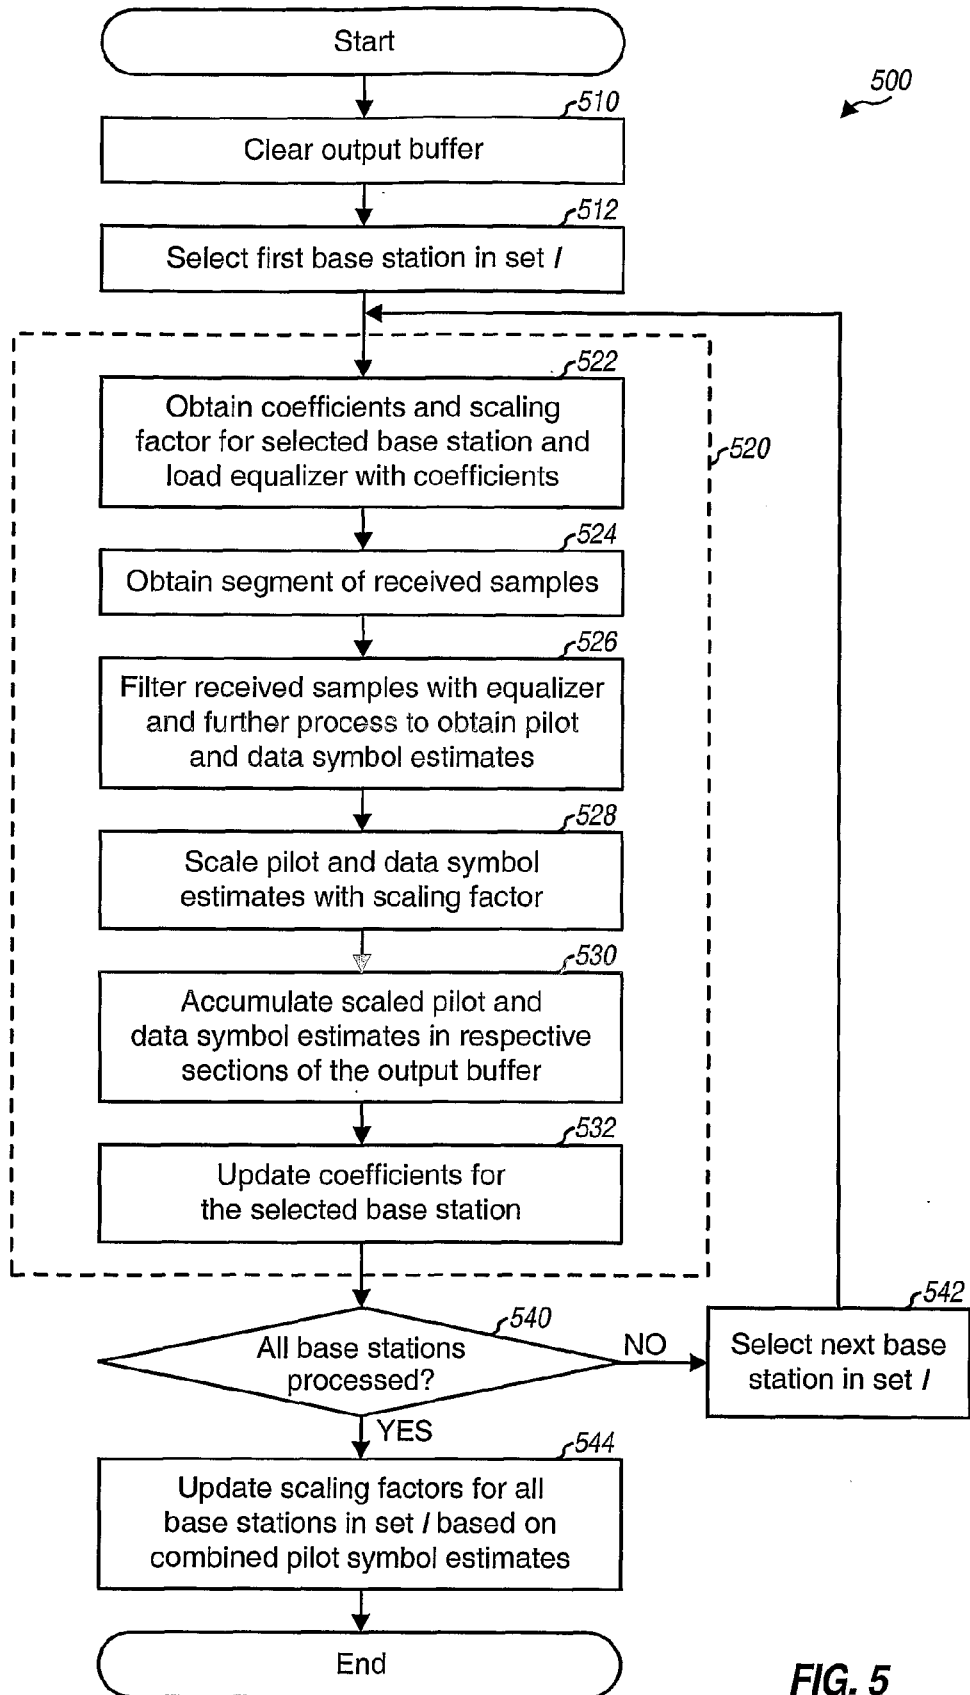 Start
500
510
Clear output buffer
512
Select first base station in set I
522
Obtain coefficients and scaling
factor for selected base station and
load equalizer with coefficients
520
524
Obtain segment of received samples
526
Filter received samples with equalizer
and further process to obtain pilot
and data symbol estimates
528
Scale pilot and data symbol
estimates with scaling factor
530
Accumulate scaled pilot and
data symbol estimates in respective
sections of the output buffer
532
Update coefficients for
the selected base station
540
All base stations
processed?
NO
542
Select next base
station in set I
YES
544
Update scaling factors for all
base stations in set I based on
combined pilot symbol estimates
End
FIG. 5